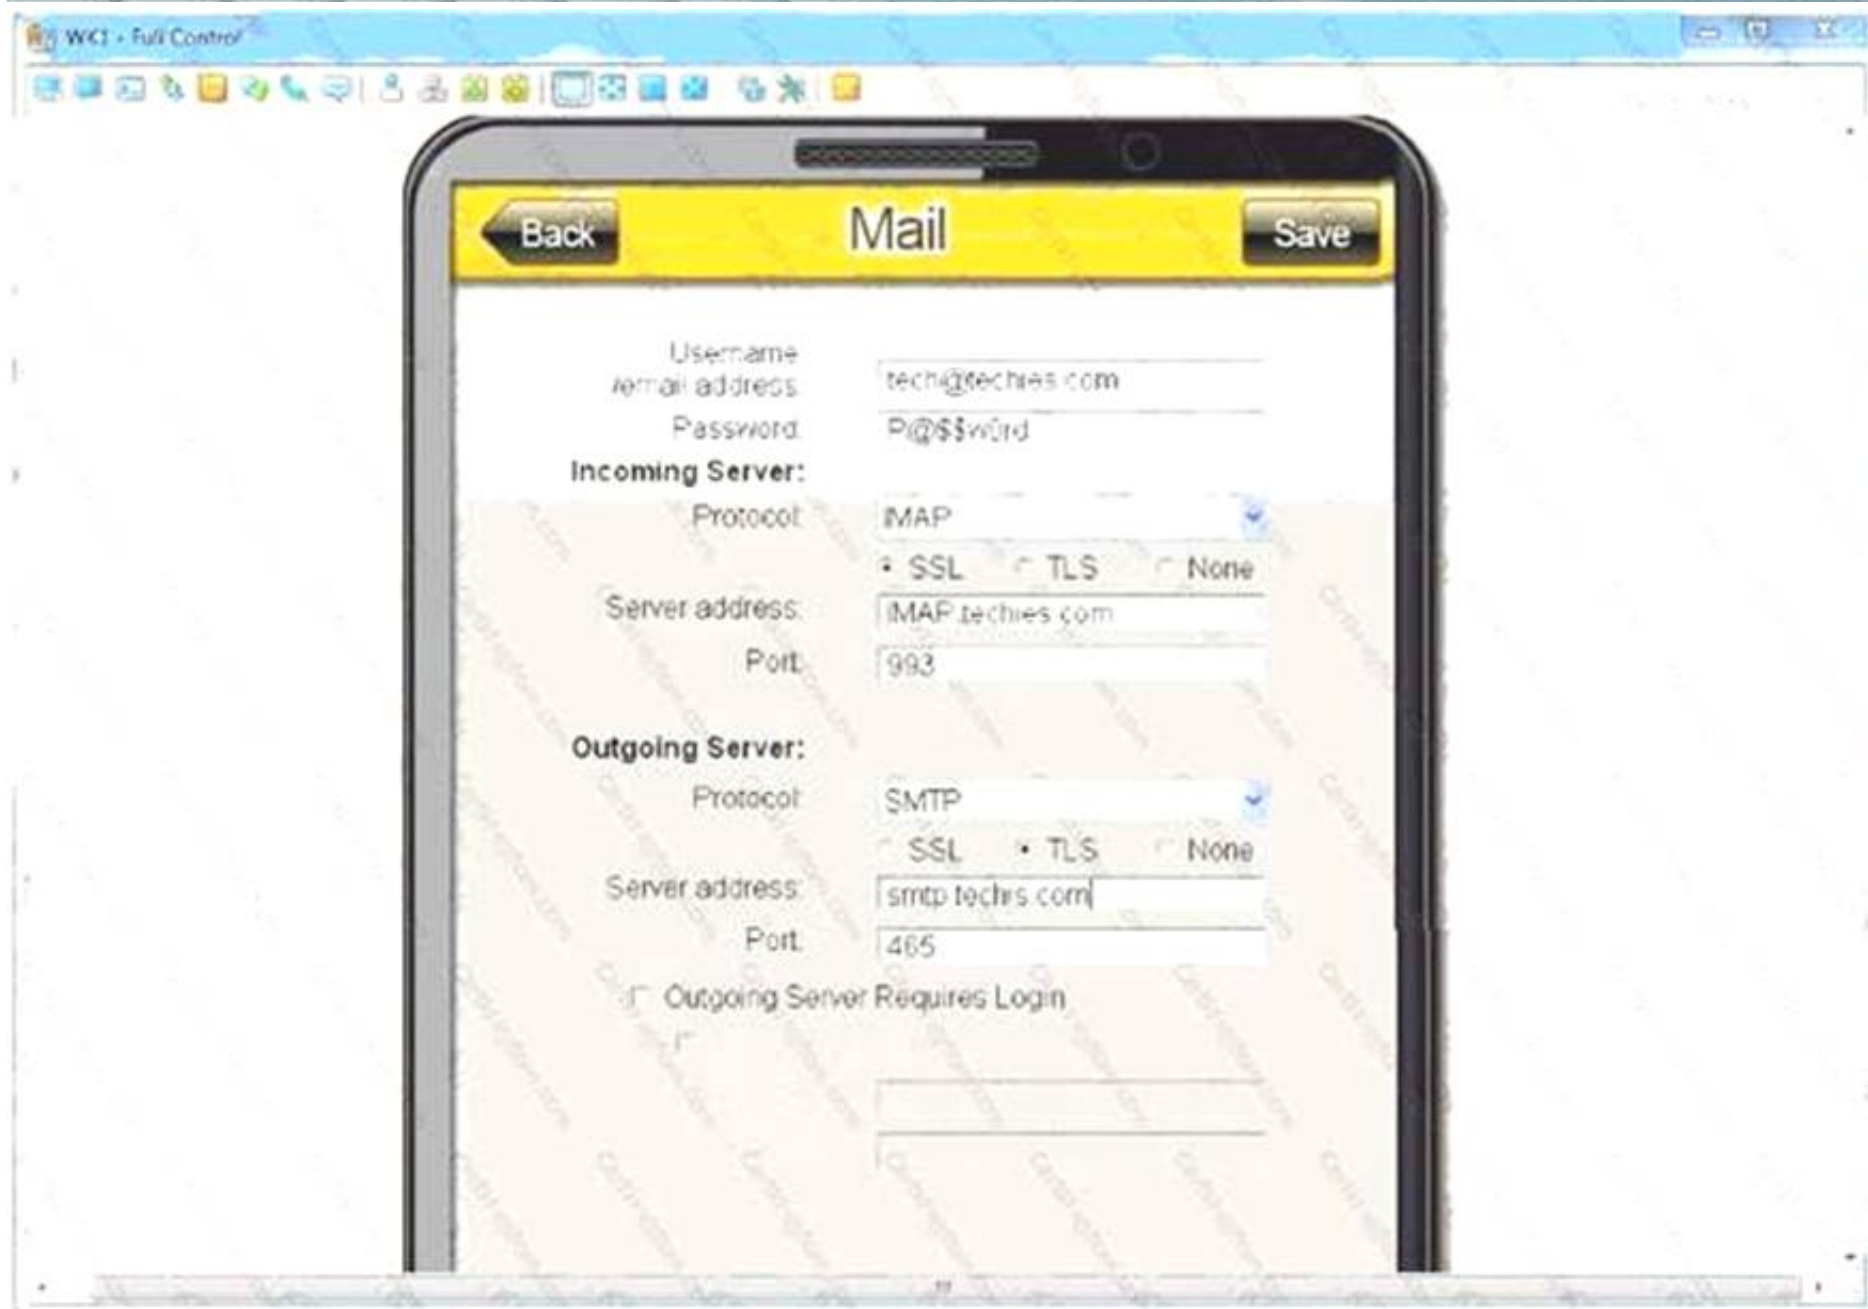 WK1 - Full Control
Back
Mail
Save
Username
/email address:
tech@techies.com
Password:
P@$$w0rd
Incoming Server:
Protocol:
IMAP
SSL
TLS
None
Server address:
IMAP.techies.com
Port:
993
Outgoing Server:
Protocol:
SMTP
SSL
TLS
None
Server address:
smtp.techis.com
Port:
465
Outgoing Server Requires Login